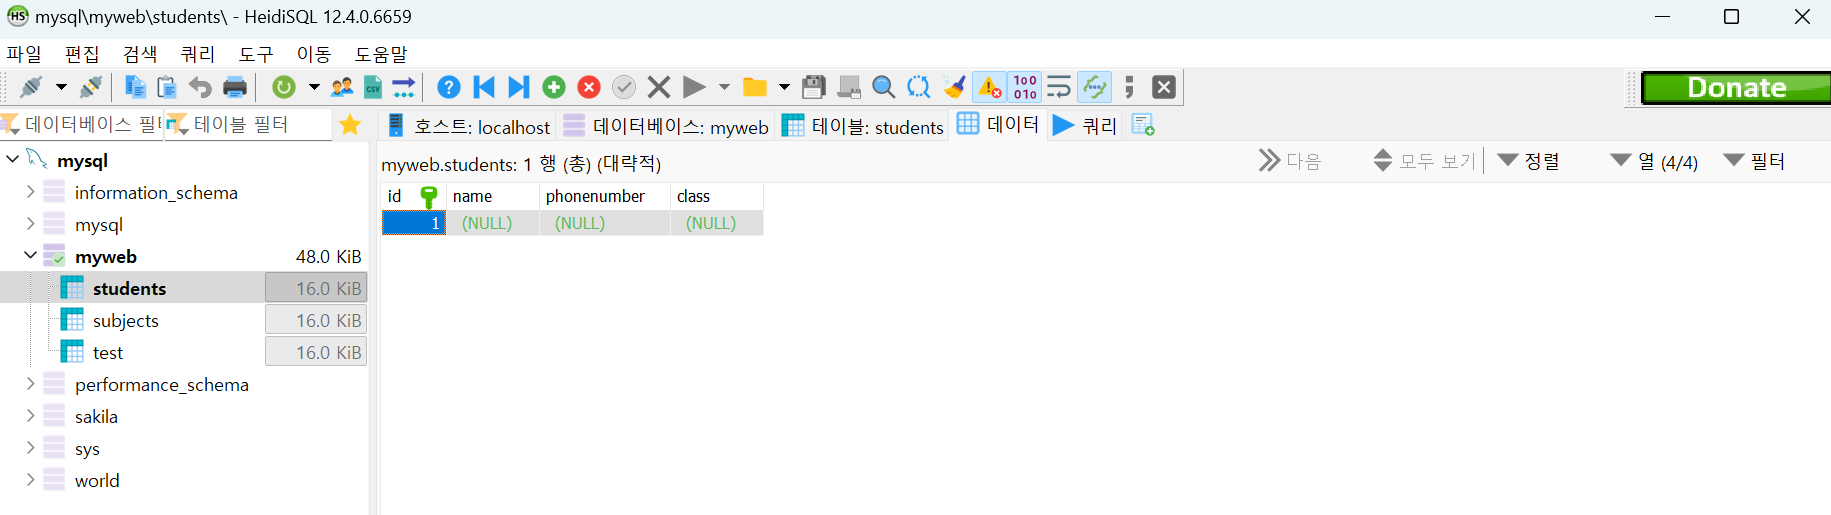 HS mysql\myweb\students\ - HeidiSQL 12.4.0.6659
파일 편집 검색 쿼리 도구 이동 도움말
CSV ? 100 010 ; Donate
데이터베이스 필터 테이블 필터 호스트: localhost 데이터베이스: myweb 테이블: students 데이터 쿼리
mysql
information_schema
mysql
myweb 48.0 KiB
students 16.0 KiB
subjects 16.0 KiB
test 16.0 KiB
performance_schema
sakila
sys
world
myweb.students: 1 행 (총) (대략적) 다음 모두 보기 정렬 열 (4/4) 필터
id name phonenumber class
1 (NULL) (NULL) (NULL)